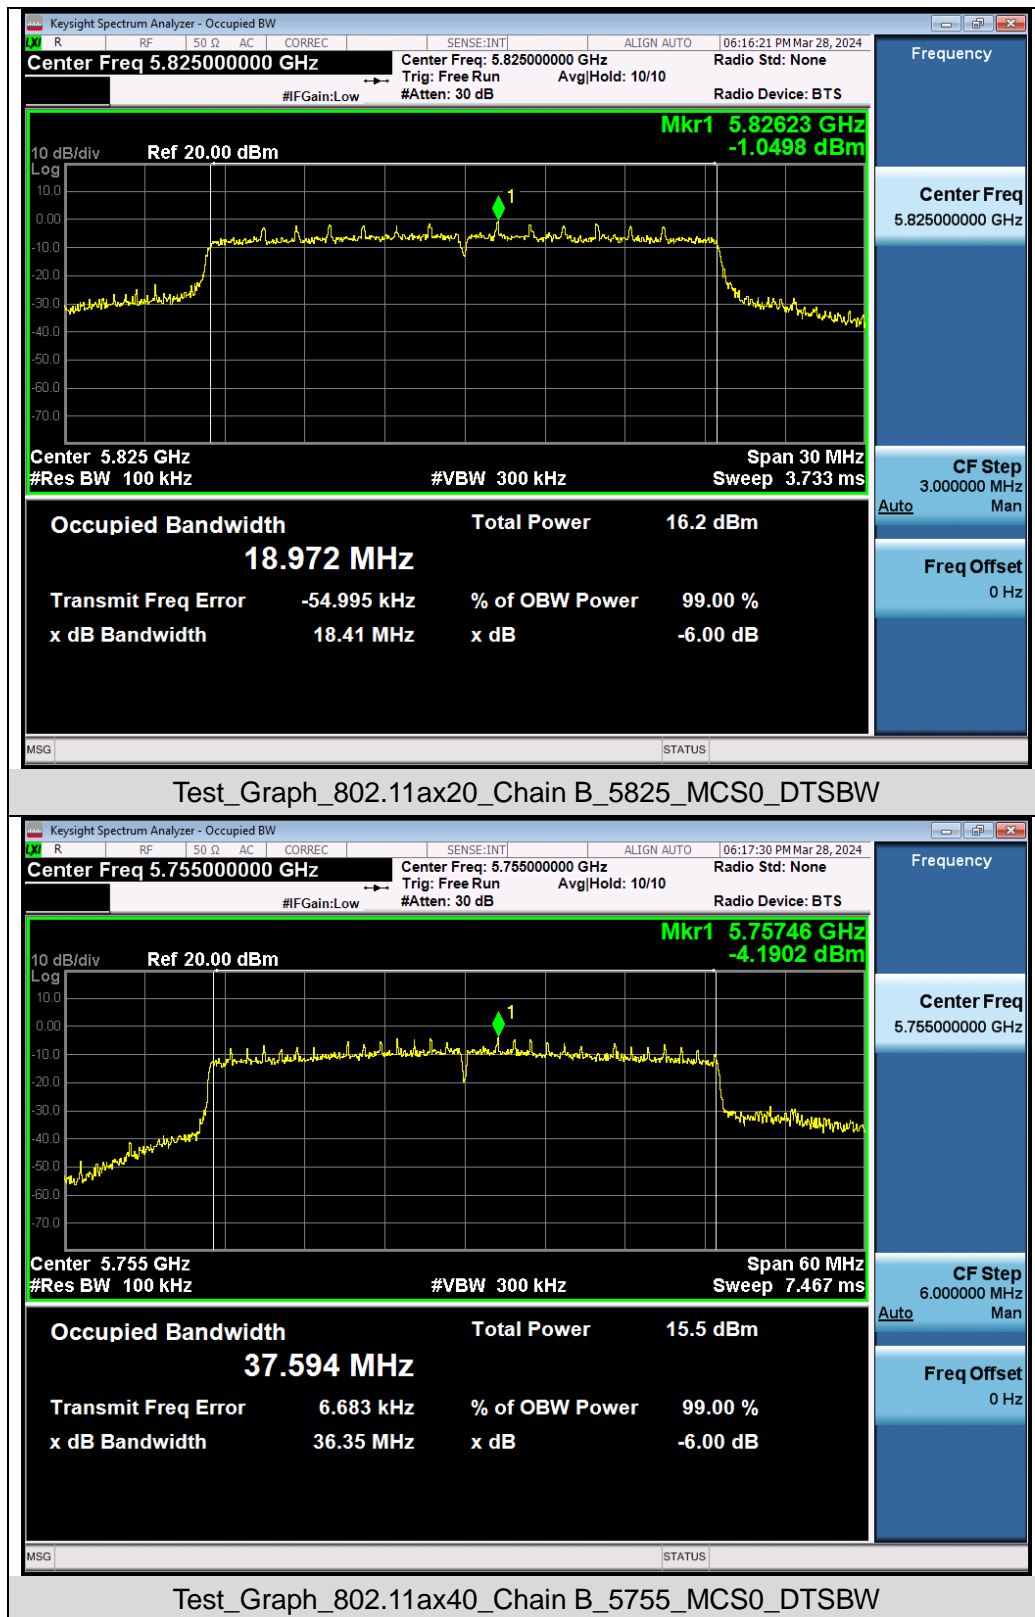 Keysight Spectrum Analyzer - Occupied BW
LXI R RF 50 Ω AC CORREC SENSE:INT ALIGN AUTO 06:16:21 PM Mar 28, 2024
Center Freq 5.825000000 GHz
Center Freq: 5.825000000 GHz
Radio Std: None
Trig: Free Run Avg|Hold: 10/10
#IFGain:Low #Atten: 30 dB Radio Device: BTS
Frequency
Mkr1 5.82623 GHz
-1.0498 dBm
10 dB/div Ref 20.00 dBm
Log
10.0
0.00
-10.0
-20.0
-30.0
-40.0
-50.0
-60.0
-70.0
1
Center Freq
5.825000000 GHz
Center 5.825 GHz Span 30 MHz
#Res BW 100 kHz #VBW 300 kHz Sweep 3.733 ms
CF Step
3.000000 MHz
Auto Man
Occupied Bandwidth Total Power 16.2 dBm
18.972 MHz
Transmit Freq Error -54.995 kHz % of OBW Power 99.00 %
x dB Bandwidth 18.41 MHz x dB -6.00 dB
Freq Offset
0 Hz
MSG STATUS
Test_Graph_802.11ax20_Chain B_5825_MCS0_DTSBW
Keysight Spectrum Analyzer - Occupied BW
LXI R RF 50 Ω AC CORREC SENSE:INT ALIGN AUTO 06:17:30 PM Mar 28, 2024
Center Freq 5.755000000 GHz
Center Freq: 5.755000000 GHz
Radio Std: None
Trig: Free Run Avg|Hold: 10/10
#IFGain:Low #Atten: 30 dB Radio Device: BTS
Frequency
Mkr1 5.75746 GHz
-4.1902 dBm
10 dB/div Ref 20.00 dBm
Log
10.0
0.00
-10.0
-20.0
-30.0
-40.0
-50.0
-60.0
-70.0
1
Center Freq
5.755000000 GHz
Center 5.755 GHz Span 60 MHz
#Res BW 100 kHz #VBW 300 kHz Sweep 7.467 ms
CF Step
6.000000 MHz
Auto Man
Occupied Bandwidth Total Power 15.5 dBm
37.594 MHz
Transmit Freq Error 6.683 kHz % of OBW Power 99.00 %
x dB Bandwidth 36.35 MHz x dB -6.00 dB
Freq Offset
0 Hz
MSG STATUS
Test_Graph_802.11ax40_Chain B_5755_MCS0_DTSBW